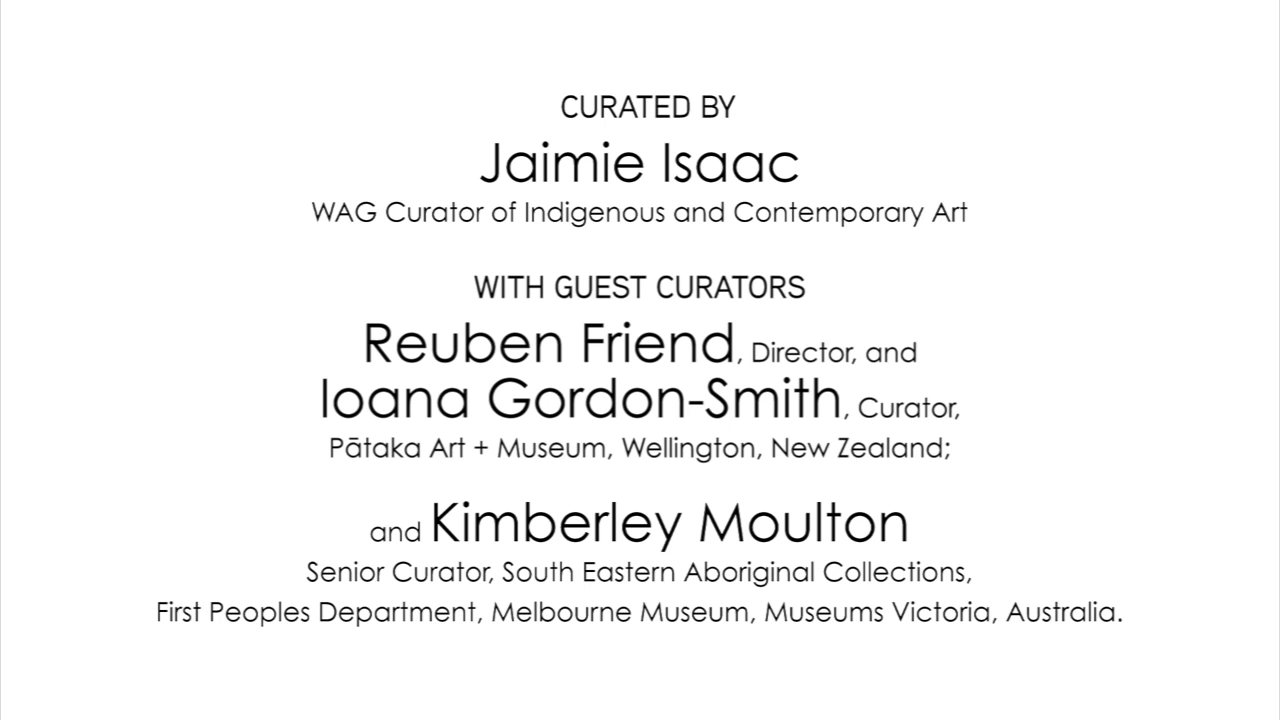 CURATED BY
Jaimie Isaac
WAG Curator of Indigenous and Contemporary Art
WITH GUEST CURATORS
Reuben Friend, Director, and
Ioana Gordon-Smith, Curator,
Pātaka Art + Museum, Wellington, New Zealand;
and Kimberley Moulton
Senior Curator, South Eastern Aboriginal Collections,
First Peoples Department, Melbourne Museum, Museums Victoria, Australia.